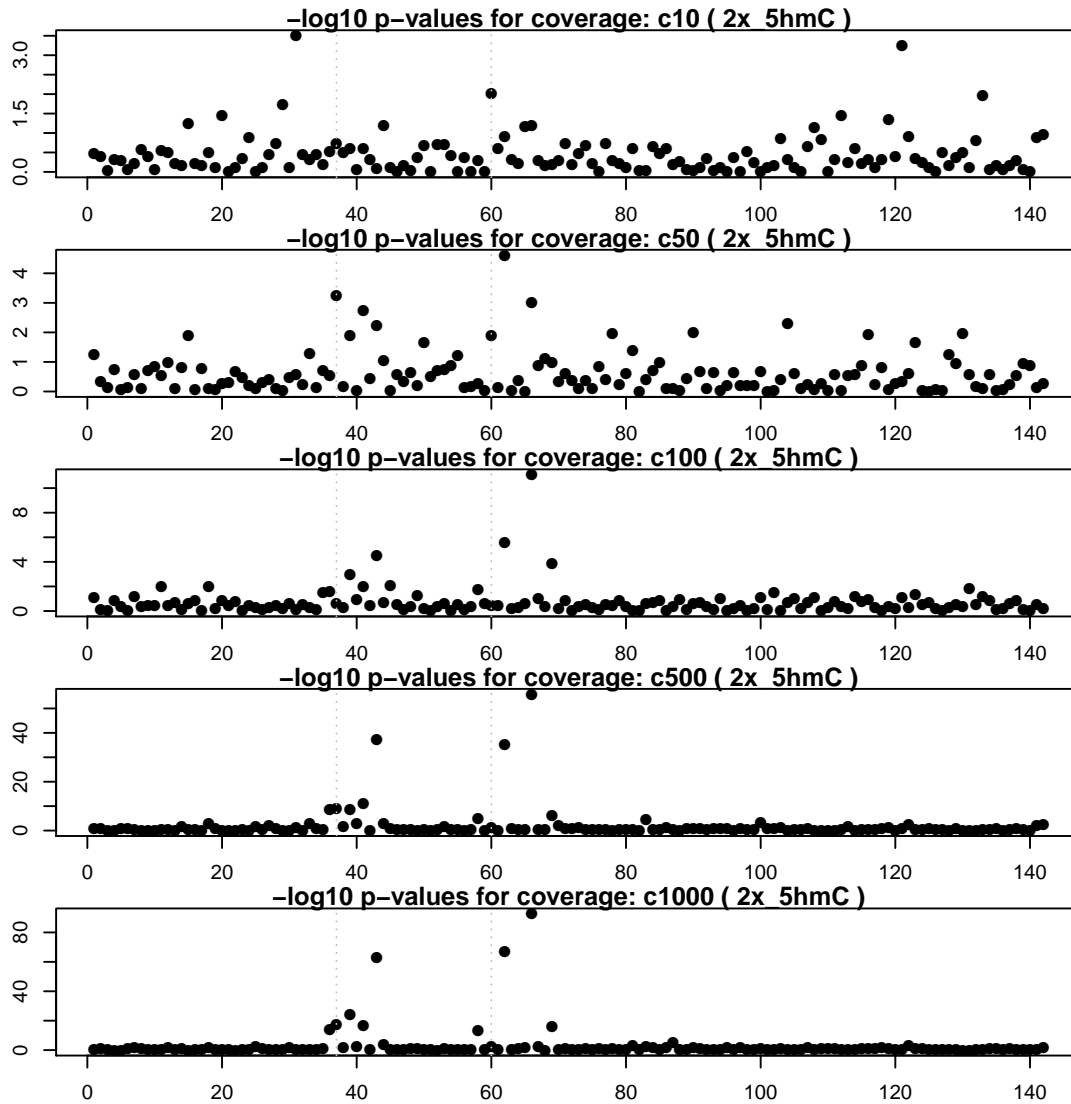 −log10 p−values for coverage: c10 ( 2x_5hmC )
3.0
1.5
0.0
0 20 40 60 80 100 120 140
−log10 p−values for coverage: c50 ( 2x_5hmC )
4
3
2
1
0
0 20 40 60 80 100 120 140
−log10 p−values for coverage: c100 ( 2x_5hmC )
8
4
0
0 20 40 60 80 100 120 140
−log10 p−values for coverage: c500 ( 2x_5hmC )
40
20
0
0 20 40 60 80 100 120 140
−log10 p−values for coverage: c1000 ( 2x_5hmC )
80
40
0
0 20 40 60 80 100 120 140